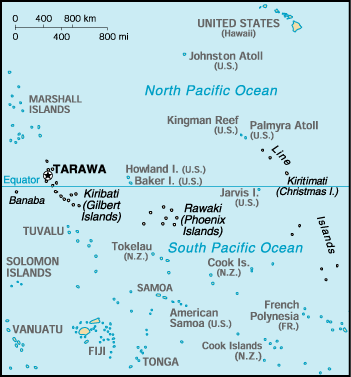 0 400 800 km
0 400 800 mi
UNITED STATES
(Hawaii)
Johnston Atoll
(U.S.)
North Pacific Ocean
MARSHALL
ISLANDS
Kingman Reef
(U.S.)
Palmyra Atoll
(U.S.)
Line
TARAWA
Howland I. (U.S.)
Baker I. (U.S.)
Equator
Kiritimati
(Christmas I.)
Jarvis I.
(U.S.)
Banaba
Kiribati
(Gilbert
Islands)
Rawaki
(Phoenix
Islands)
Islands
TUVALU
Tokelau
(N.Z.)
South Pacific Ocean
SOLOMON
ISLANDS
Cook Is.
(N.Z.)
SAMOA
American
Samoa (U.S.)
French
Polynesia
(FR.)
VANUATU
FIJI
TONGA
Cook Islands
(N.Z.)